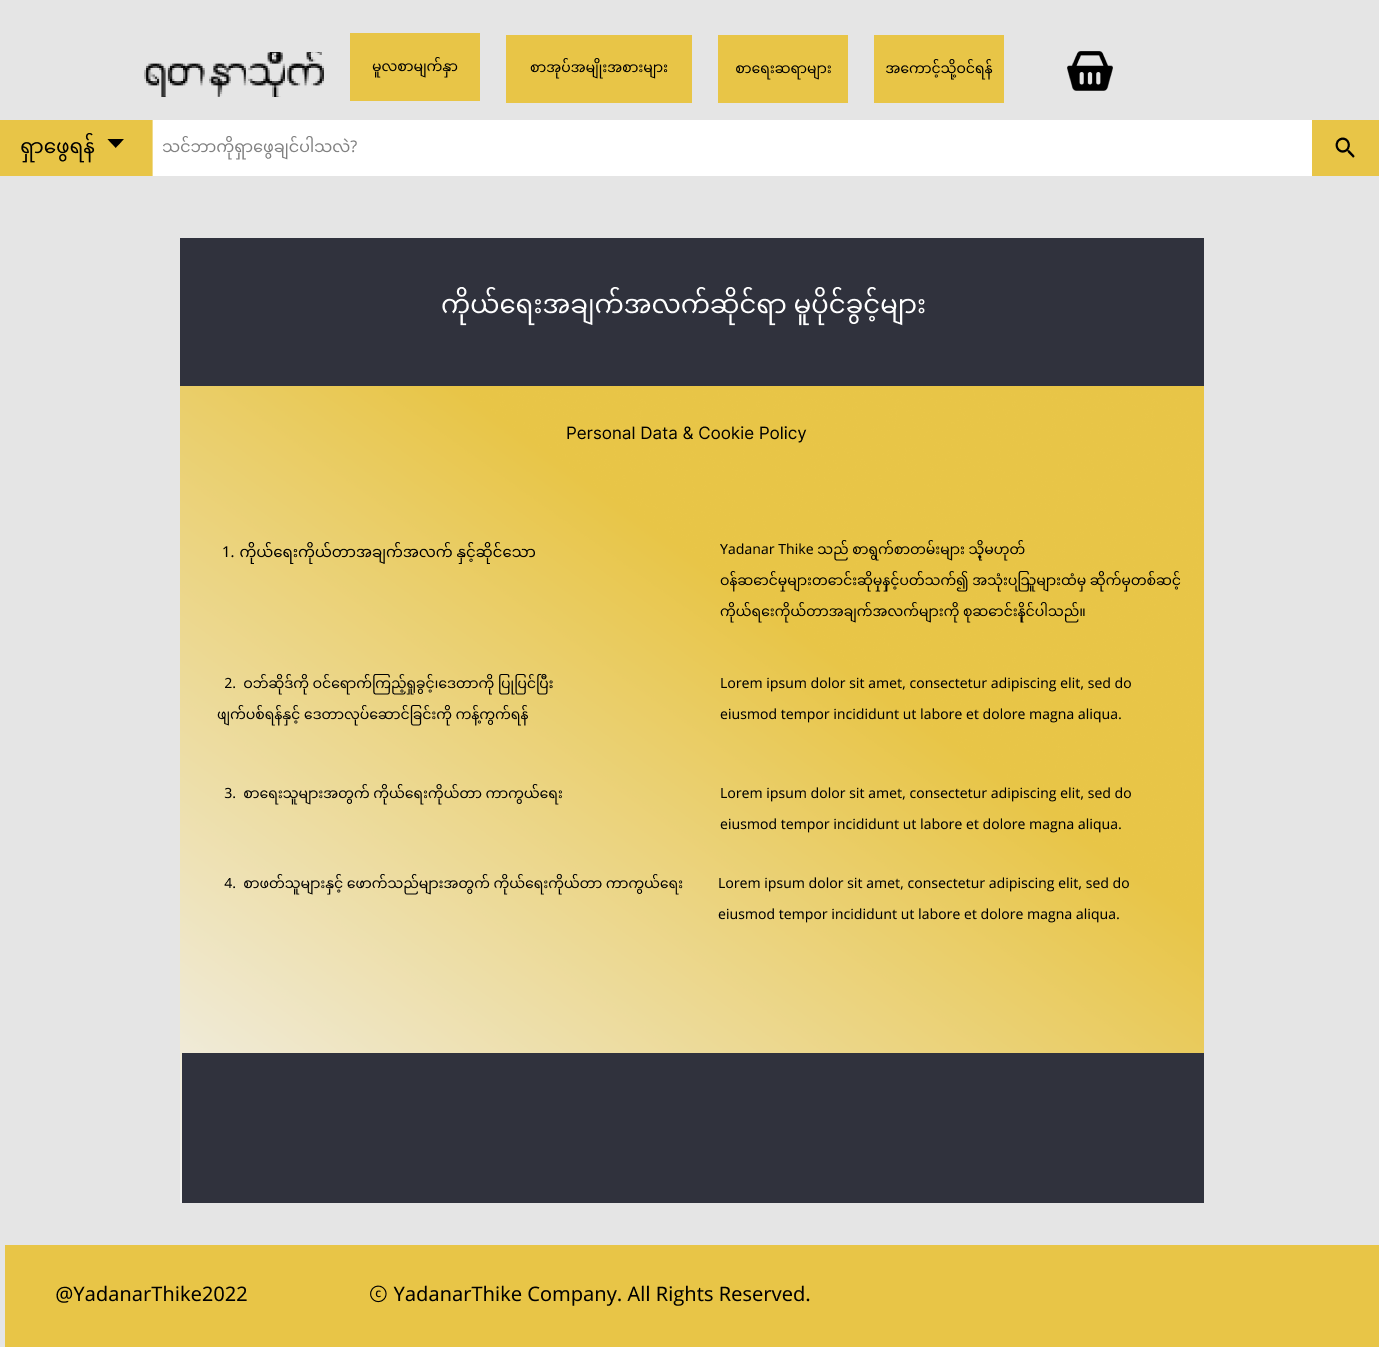 ရတနာသိုက်
မူလစာမျက်နှာ
စာအုပ်အမျိုးအစားများ
စာရေးဆရာများ
အကောင့်သို့ဝင်ရန်
ရှာဖွေရန်
သင်ဘာကိုရှာဖွေချင်ပါသလဲ?
ကိုယ်ရေးအချက်အလက်ဆိုင်ရာ မူပိုင်ခွင့်များ
Personal Data & Cookie Policy
1. ကိုယ်ရေးကိုယ်တာအချက်အလက် နှင့်ဆိုင်သော
Yadanar Thike သည် စာရွက်စာတမ်းများ သို့မဟုတ်
ဝန်ဆောင်မှုများတောင်းဆိုမှုနှင့်ပတ်သက်၍ အသုံးပြုသူများထံမှ ဆိုက်မှတစ်ဆင့်
ကိုယ်ရေးကိုယ်တာအချက်အလက်များကို စုဆောင်းနိုင်ပါသည်။
2. ဝဘ်ဆိုဒ်ကို ဝင်ရောက်ကြည့်ရှုခွင့်၊ဒေတာကို ပြုပြင်ပြီး
ဖျက်ပစ်ရန်နှင့် ဒေတာလုပ်ဆောင်ခြင်းကို ကန့်ကွက်ရန်
Lorem ipsum dolor sit amet, consectetur adipiscing elit, sed do
eiusmod tempor incididunt ut labore et dolore magna aliqua.
3. စာရေးသူများအတွက် ကိုယ်ရေးကိုယ်တာ ကာကွယ်ရေး
Lorem ipsum dolor sit amet, consectetur adipiscing elit, sed do
eiusmod tempor incididunt ut labore et dolore magna aliqua.
4. စာဖတ်သူများနှင့် ဖောက်သည်များအတွက် ကိုယ်ရေးကိုယ်တာ ကာကွယ်ရေး
Lorem ipsum dolor sit amet, consectetur adipiscing elit, sed do
eiusmod tempor incididunt ut labore et dolore magna aliqua.
@YadanarThike2022
ⓒ YadanarThike Company. All Rights Reserved.